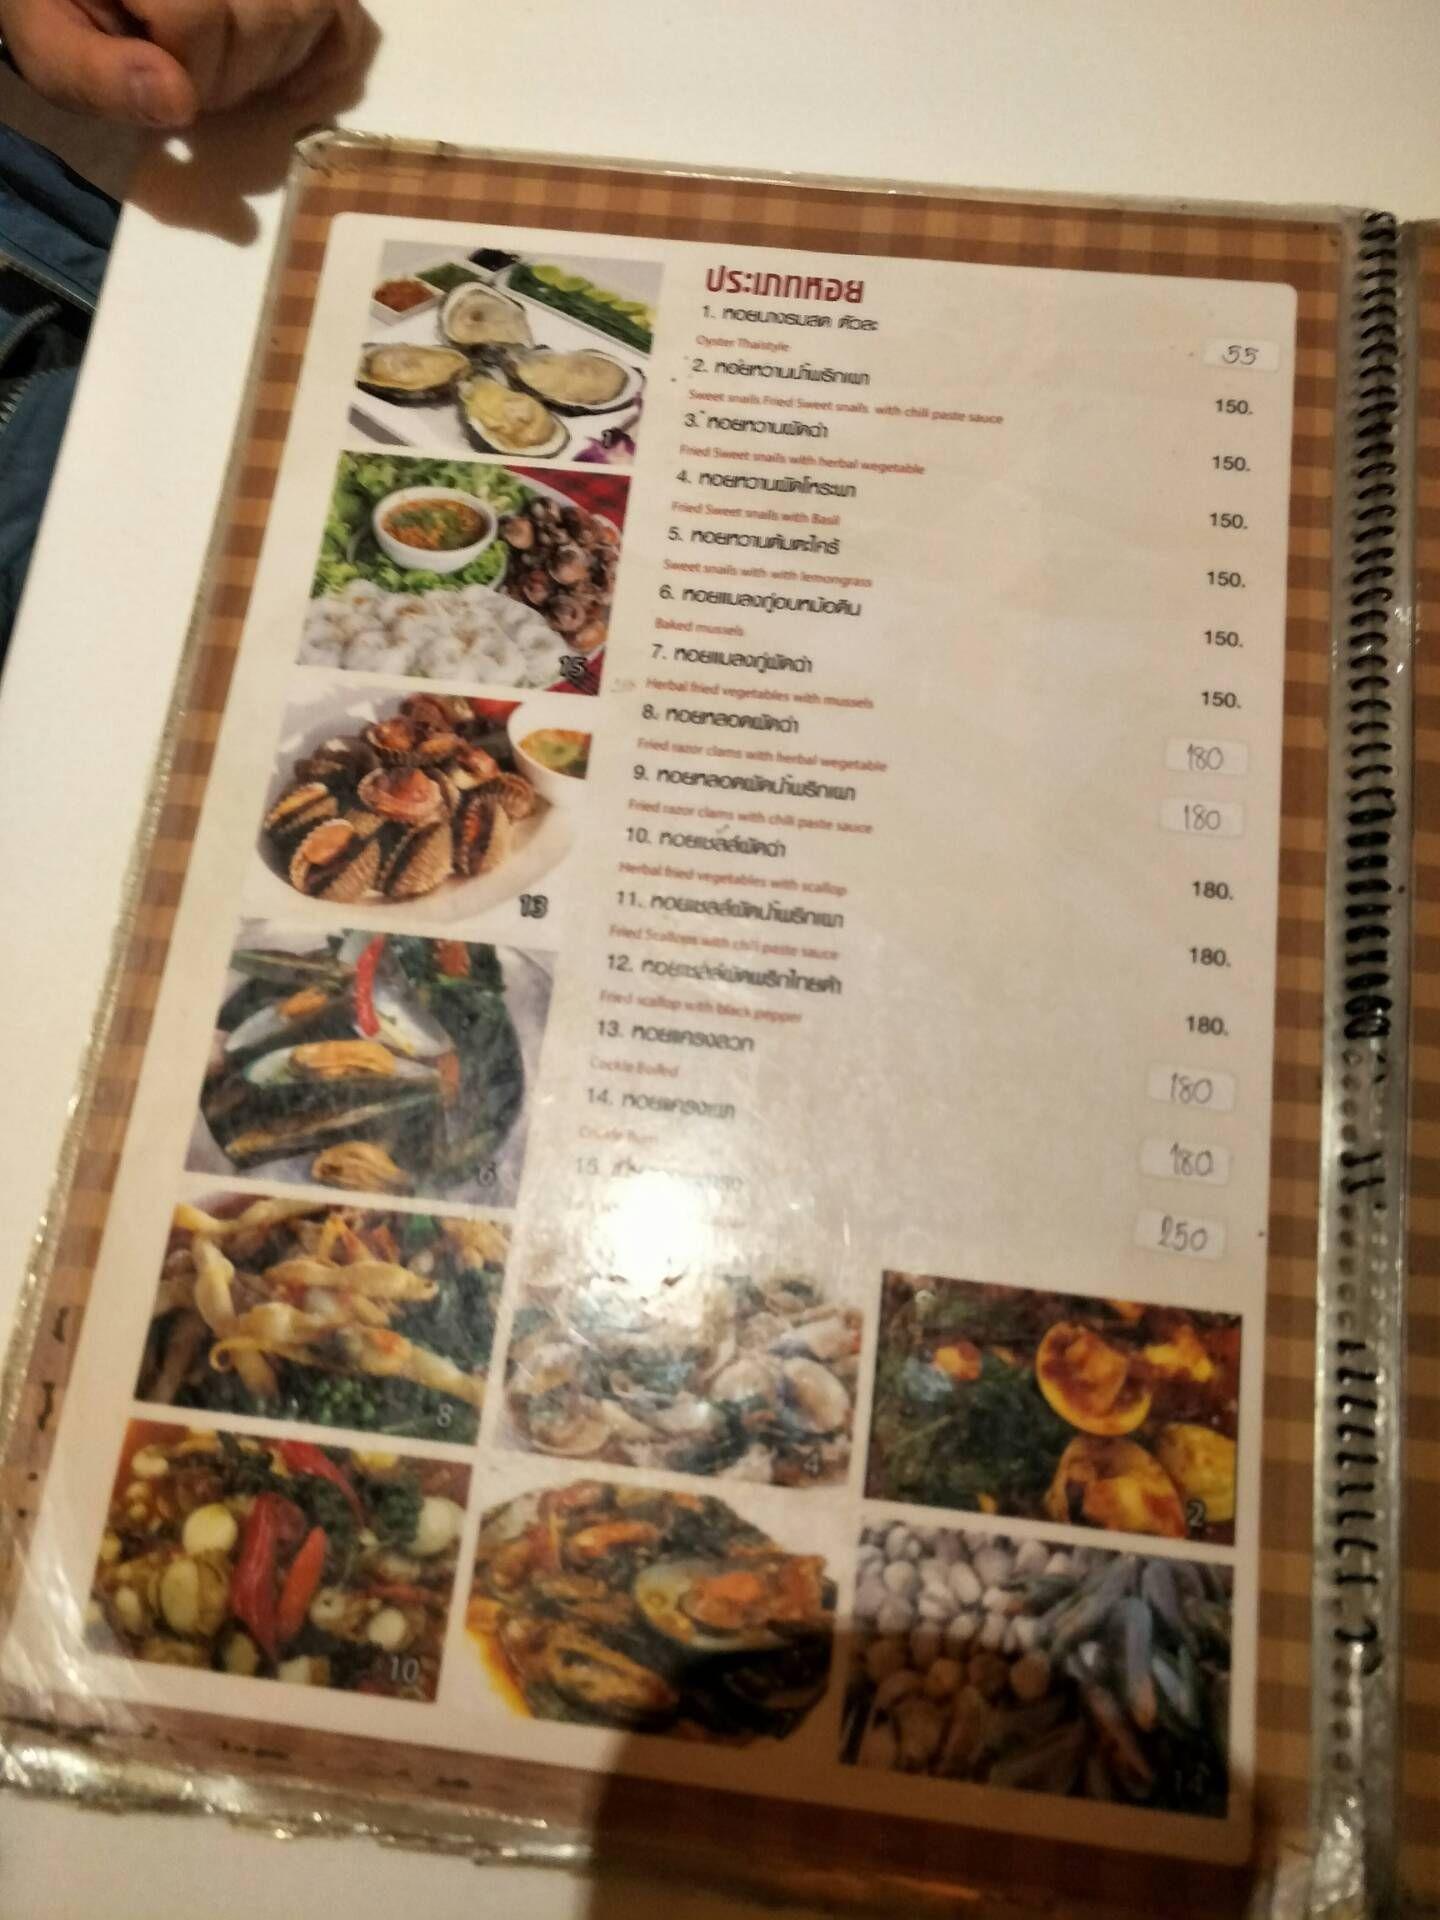 ประเภทหอย
1. หอยนางรมสด ตัวละ
55
Oyster Thaistyle
2. หอยหวานน้ำพริกเผา
150.
Sweet snails Fried Sweet snails with chili paste sauce
3. หอยหวานผัดฉ่า
150.
Fried Sweet snails with herbal wegetable
4. หอยหวานผัดโหระพา
150.
Fried Sweet snails with Basil
5. หอยหวานต้มตะไคร้
150.
Sweet snails with with lemongrass
6. หอยแมลงภู่อบหม้อดิน
150.
Baked mussels
7. หอยแมลงภู่ผัดฉ่า
150.
Herbal fried vegetables with mussels
8. หอยหลอดผัดฉ่า
180
Fried razor clams with herbal wegetable
9. หอยหลอดผัดน้ำพริกเผา
180
Fried razor clams with chili paste sauce
10. หอยเชลล์ผัดฉ่า
180.
Herbal fried vegetables with scallop
11. หอยเชลล์ผัดน้ำพริกเผา
180.
Fried Scallops with chili paste sauce
12. หอยเชลล์ผัดพริกไทยดำ
180.
Fried scallop with black pepper
13. หอยแครงลวก
180
Cockle Boiled
14. หอยแครงเผา
180
15.
250
1
15
13
6
8
4
2
10
7
14